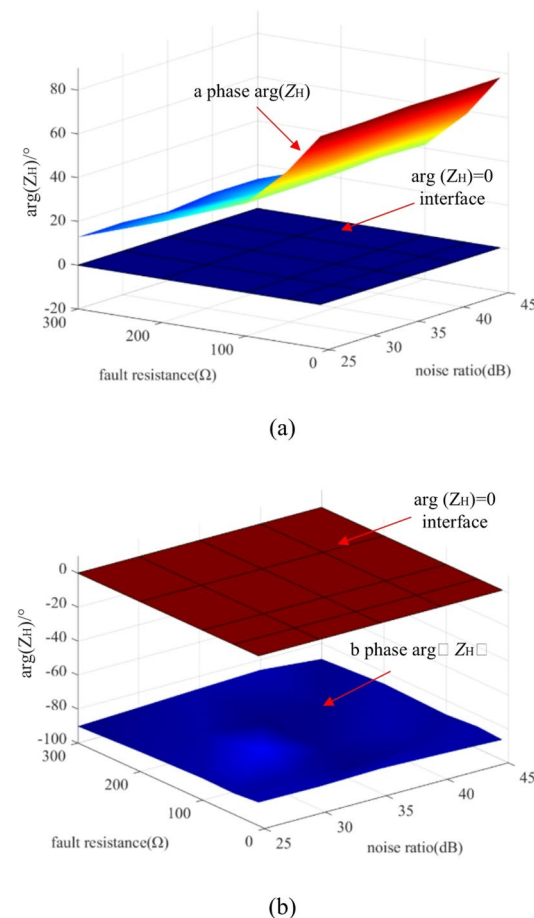 80
60
40
20
0
-20
arg(ZH)/°
a phase arg(ZH)
arg (ZH)=0
interface
300
200
100
0
fault resistance(Ω)
25
30
35
40
45
noise ratio(dB)
(a)
arg (ZH)=0
interface
0
-20
-40
-60
-80
-100
arg(ZH)/°
b phase arg□ ZH□
300
200
100
0
fault resistance(Ω)
25
30
35
40
45
noise ratio(dB)
(b)